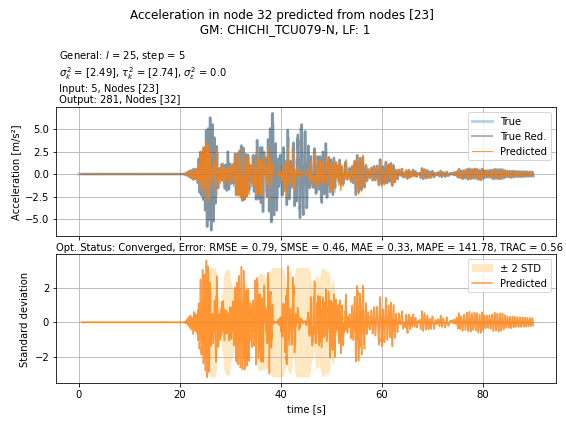 Acceleration in node 32 predicted from nodes [23]
GM: CHICHI_TCU079-N, LF: 1
General: l = 25, step = 5
σ²ₖ = [2.49], τ²ₖ = [2.74], σ²ε = 0.0
Input: 5, Nodes [23]
Output: 281, Nodes [32]
Acceleration [m/s²]
5.0
2.5
0.0
−2.5
−5.0
True
True Red.
Predicted
Opt. Status: Converged, Error: RMSE = 0.79, SMSE = 0.46, MAE = 0.33, MAPE = 141.78, TRAC = 0.56
Standard deviation
2
0
−2
± 2 STD
Predicted
0 20 40 60 80
time [s]